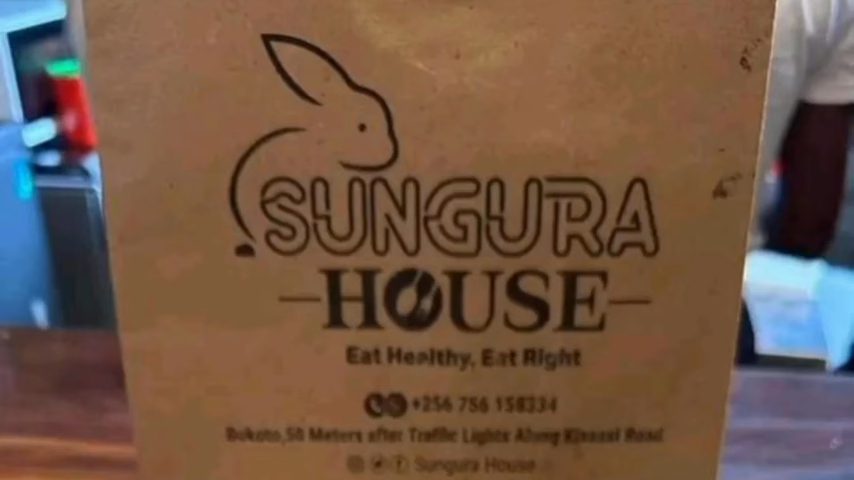 SUNGURA
HOUSE
Eat Healthy, Eat Right
+256 756 158334
Bukoto,50 Meters after Traffic Lights Along Kisaasi Road
Sungura House